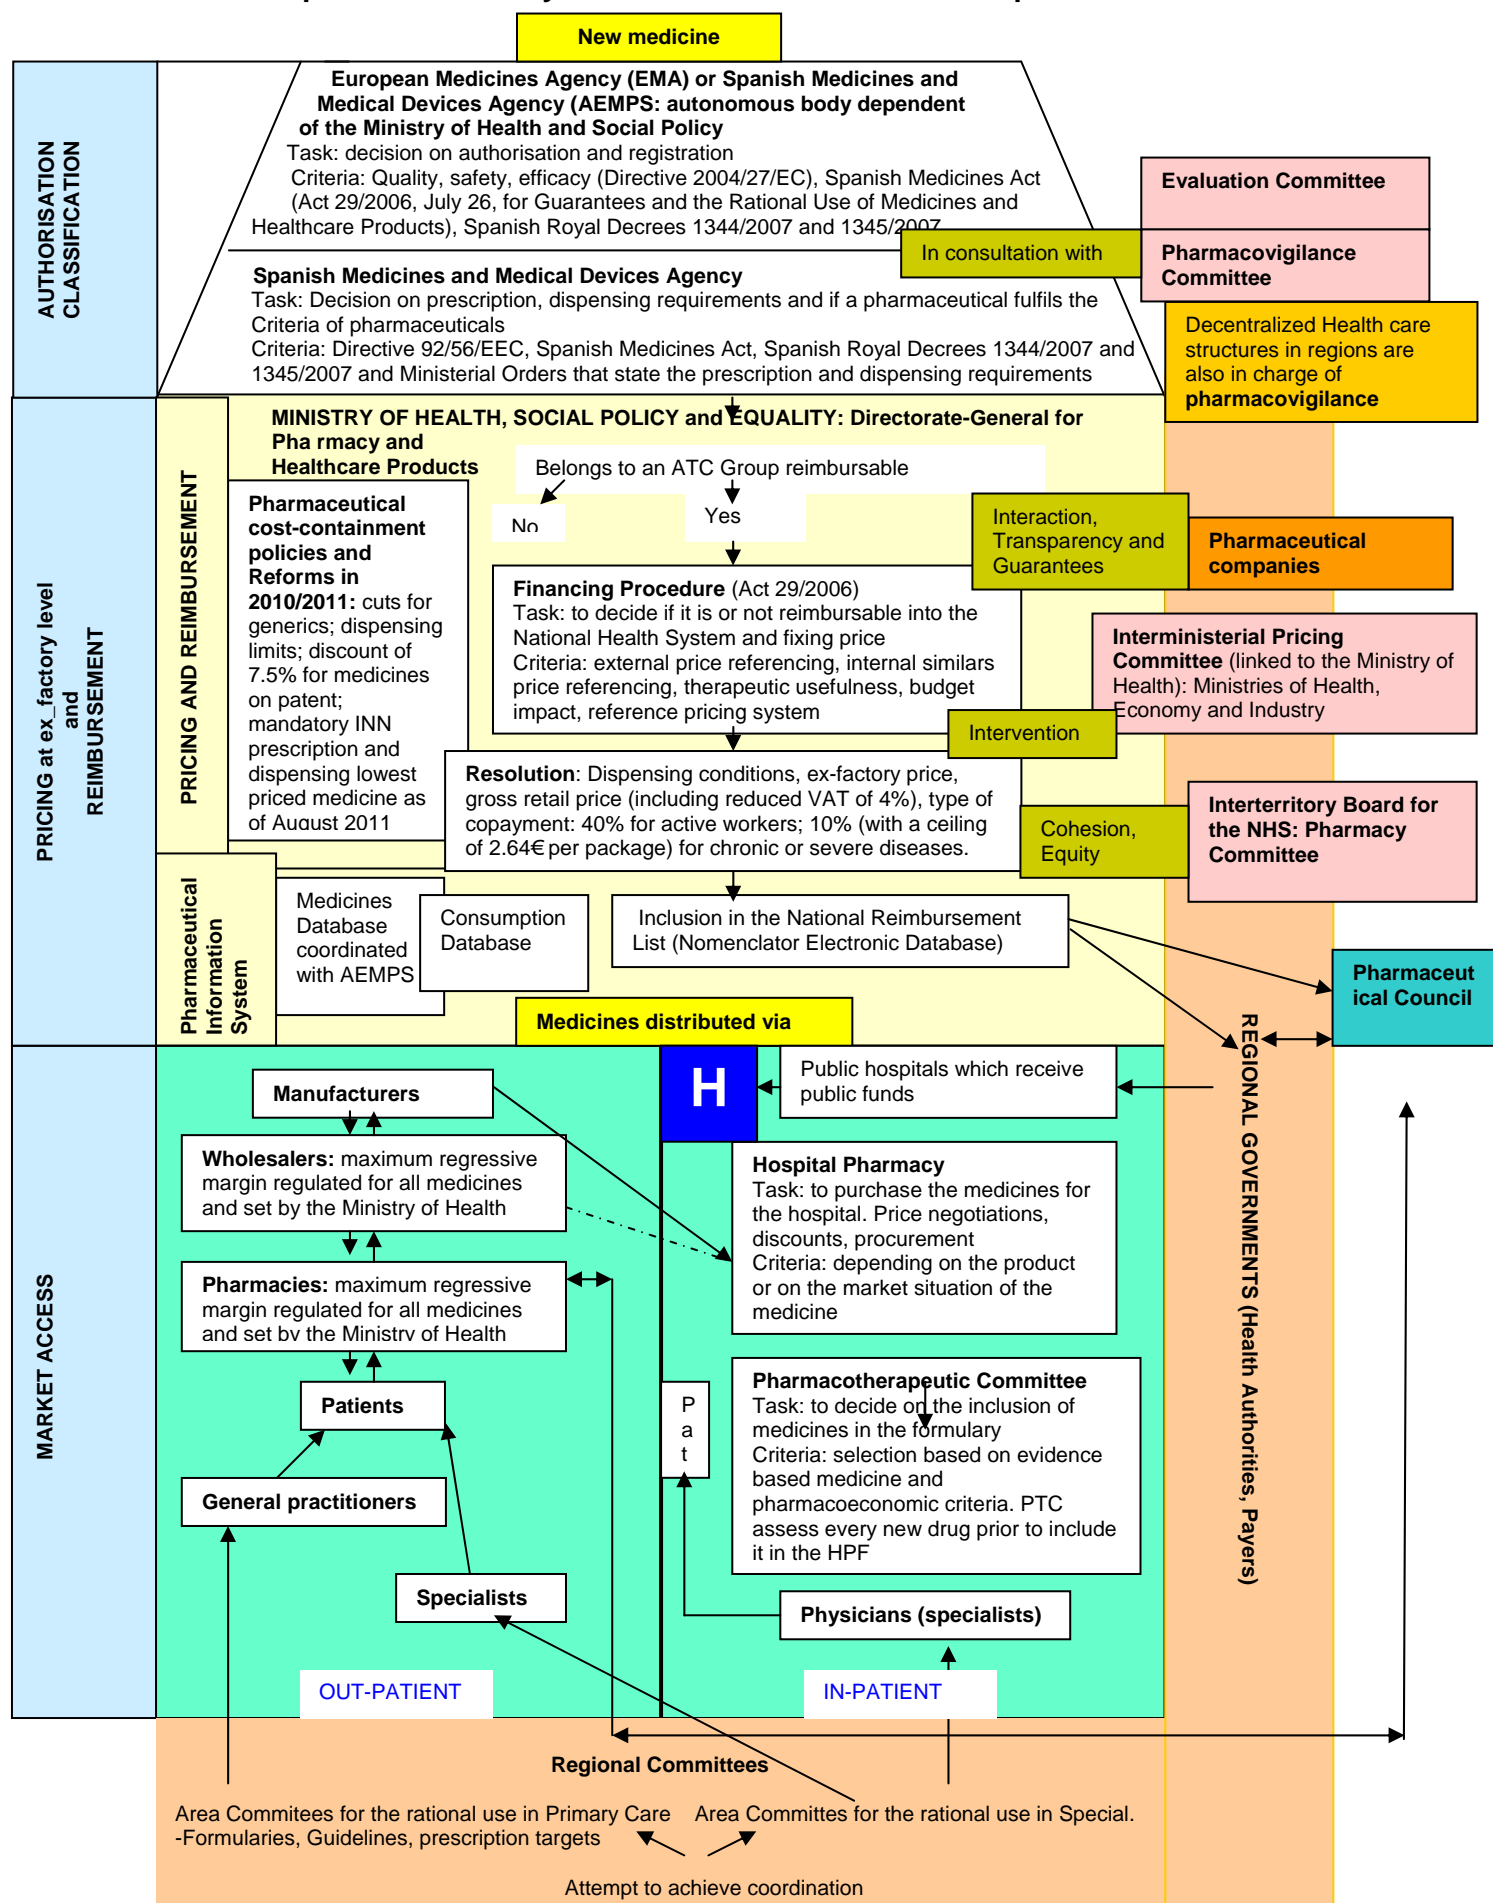 New medicine
European Medicines Agency (EMA) or Spanish Medicines and
Medical Devices Agency (AEMPS: autonomous body dependent
of the Ministry of Health and Social Policy
Task: decision on authorisation and registration
Criteria: Quality, safety, efficacy (Directive 2004/27/EC), Spanish Medicines Act
(Act 29/2006, July 26, for Guarantees and the Rational Use of Medicines and
Healthcare Products), Spanish Royal Decrees 1344/2007 and 1345/2007
AUTHORISATION
CLASSIFICATION
Evaluation Committee
In consultation with
Pharmacovigilance
Committee
Spanish Medicines and Medical Devices Agency
Task: Decision on prescription, dispensing requirements and if a pharmaceutical fulfils the
Criteria of pharmaceuticals
Criteria: Directive 92/56/EEC, Spanish Medicines Act, Spanish Royal Decrees 1344/2007 and
1345/2007 and Ministerial Orders that state the prescription and dispensing requirements
Decentralized Health care
structures in regions are
also in charge of
pharmacovigilance
PRICING at ex_factory level
and
REIMBURSEMENT
PRICING AND REIMBURSEMENT
MINISTRY OF HEALTH, SOCIAL POLICY and EQUALITY: Directorate-General for
Pha rmacy and
Healthcare Products
Belongs to an ATC Group reimbursable
No
Yes
Pharmaceutical
cost-containment
policies and
Reforms in
2010/2011: cuts for
generics; dispensing
limits; discount of
7.5% for medicines
on patent;
mandatory INN
prescription and
dispensing lowest
priced medicine as
of August 2011
Financing Procedure (Act 29/2006)
Task: to decide if it is or not reimbursable into the
National Health System and fixing price
Criteria: external price referencing, internal similars
price referencing, therapeutic usefulness, budget
impact, reference pricing system
Interaction,
Transparency and
Guarantees
Pharmaceutical
companies
Interministerial Pricing
Committee (linked to the Ministry of
Health): Ministries of Health,
Economy and Industry
Intervention
Resolution: Dispensing conditions, ex-factory price,
gross retail price (including reduced VAT of 4%), type of
copayment: 40% for active workers; 10% (with a ceiling
of 2.64€ per package) for chronic or severe diseases.
Cohesion,
Equity
Interterritory Board for
the NHS: Pharmacy
Committee
Pharmaceutical
Information
System
Medicines
Database
coordinated
with AEMPS
Consumption
Database
Inclusion in the National Reimbursement
List (Nomenclator Electronic Database)
Pharmaceut
ical Council
Medicines distributed via
MARKET ACCESS
REGIONAL GOVERNMENTS (Health Authorities, Payers)
Manufacturers
H
Public hospitals which receive
public funds
Wholesalers: maximum regressive
margin regulated for all medicines
and set by the Ministry of Health
Hospital Pharmacy
Task: to purchase the medicines for
the hospital. Price negotiations,
discounts, procurement
Criteria: depending on the product
or on the market situation of the
medicine
Pharmacies: maximum regressive
margin regulated for all medicines
and set by the Ministry of Health
Patients
P
a
t
Pharmacotherapeutic Committee
Task: to decide on the inclusion of
medicines in the formulary
Criteria: selection based on evidence
based medicine and
pharmacoeconomic criteria. PTC
assess every new drug prior to include
it in the HPF
General practitioners
Specialists
Physicians (specialists)
OUT-PATIENT
IN-PATIENT
Regional Committees
Area Commitees for the rational use in Primary Care
-Formularies, Guidelines, prescription targets
Area Committes for the rational use in Special.
Attempt to achieve coordination